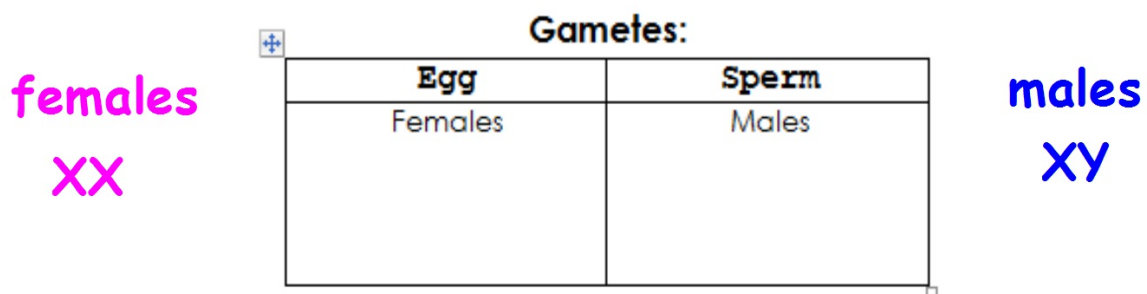 Gametes:
females
XX
Egg
Sperm
Females
Males
males
XY